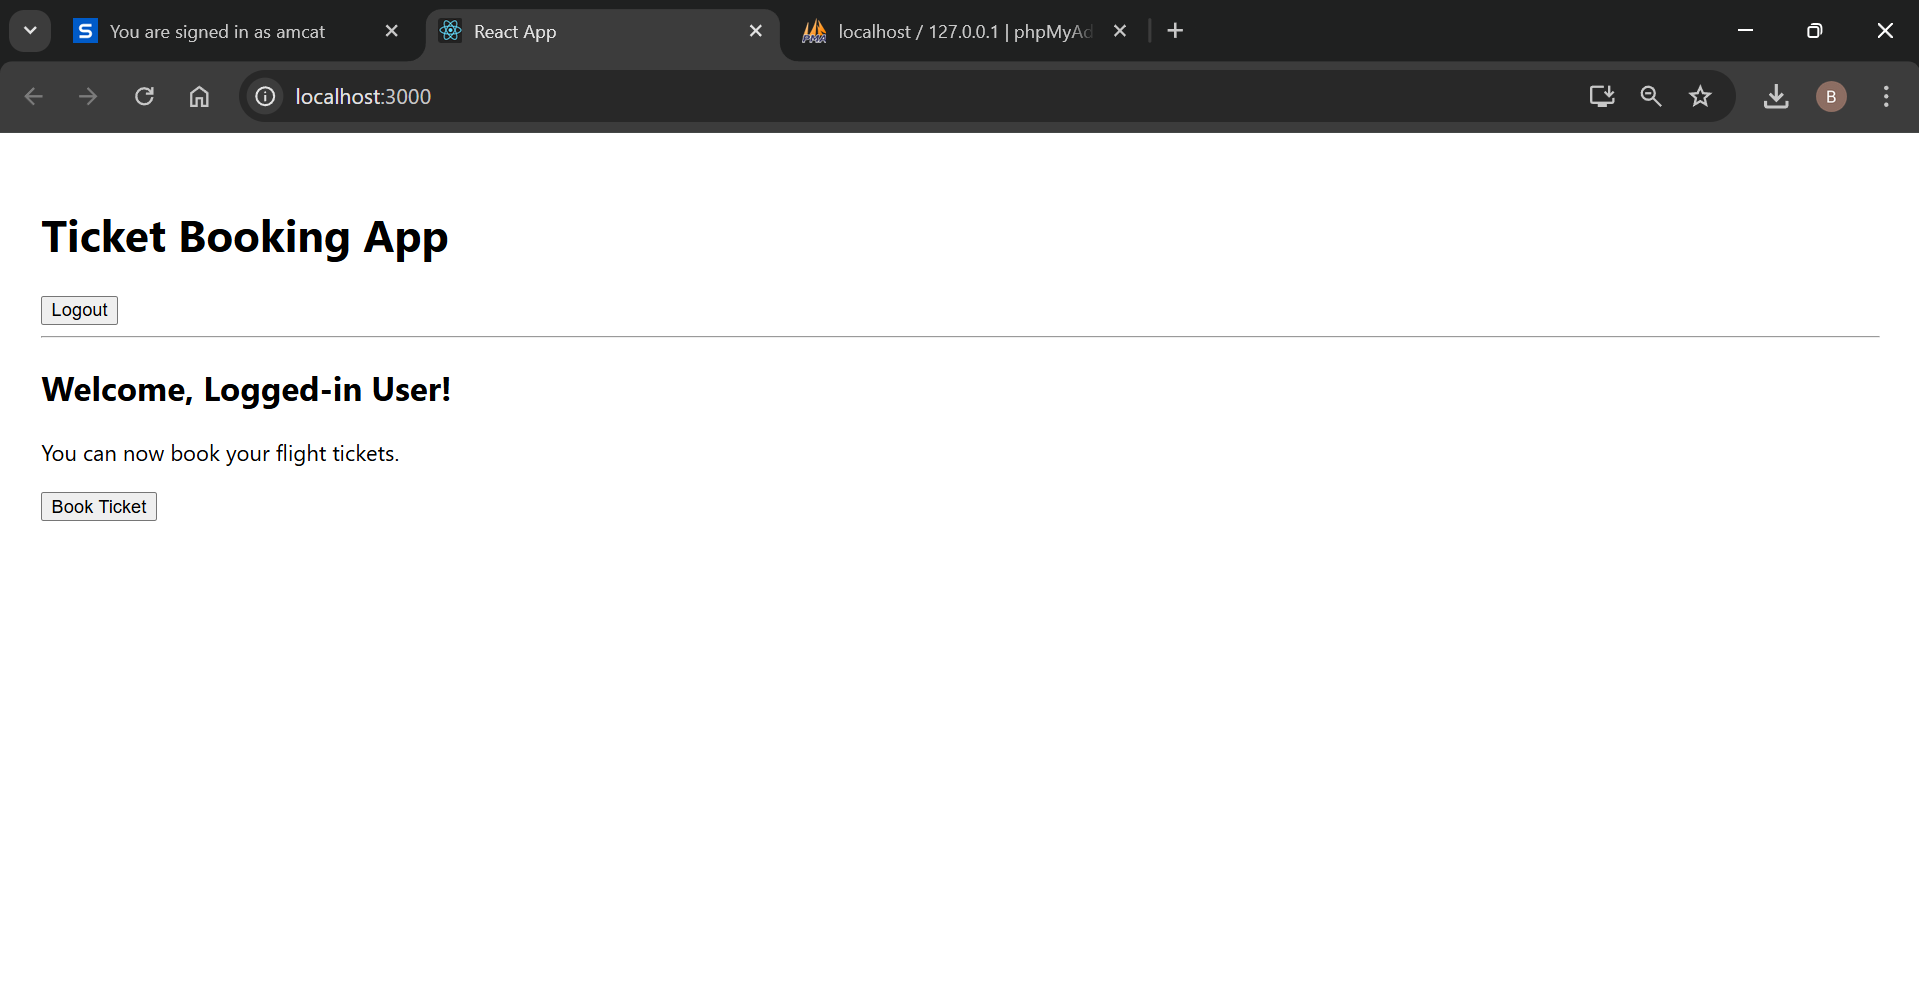 You are signed in as amcat
React App
localhost / 127.0.0.1 | phpMyAd
localhost:3000
B
Ticket Booking App
Logout
Welcome, Logged-in User!
You can now book your flight tickets.
Book Ticket